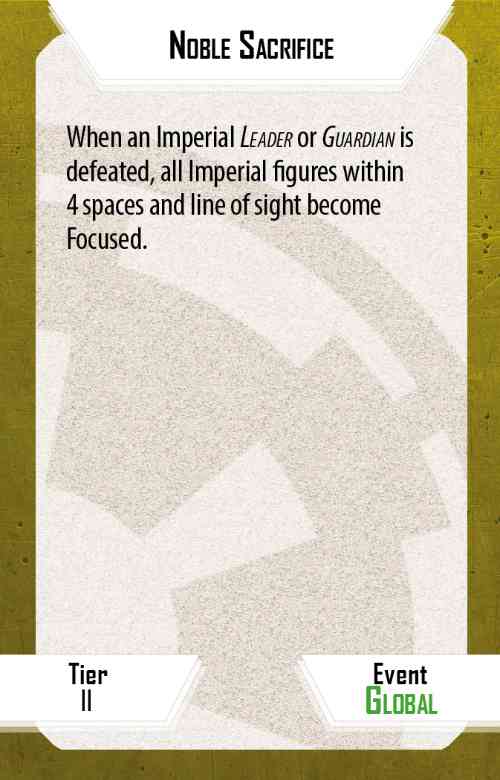 Noble Sacrifice
When an Imperial Leader or Guardian is
defeated, all Imperial figures within
4 spaces and line of sight become
Focused.
Tier
II
Event
Global